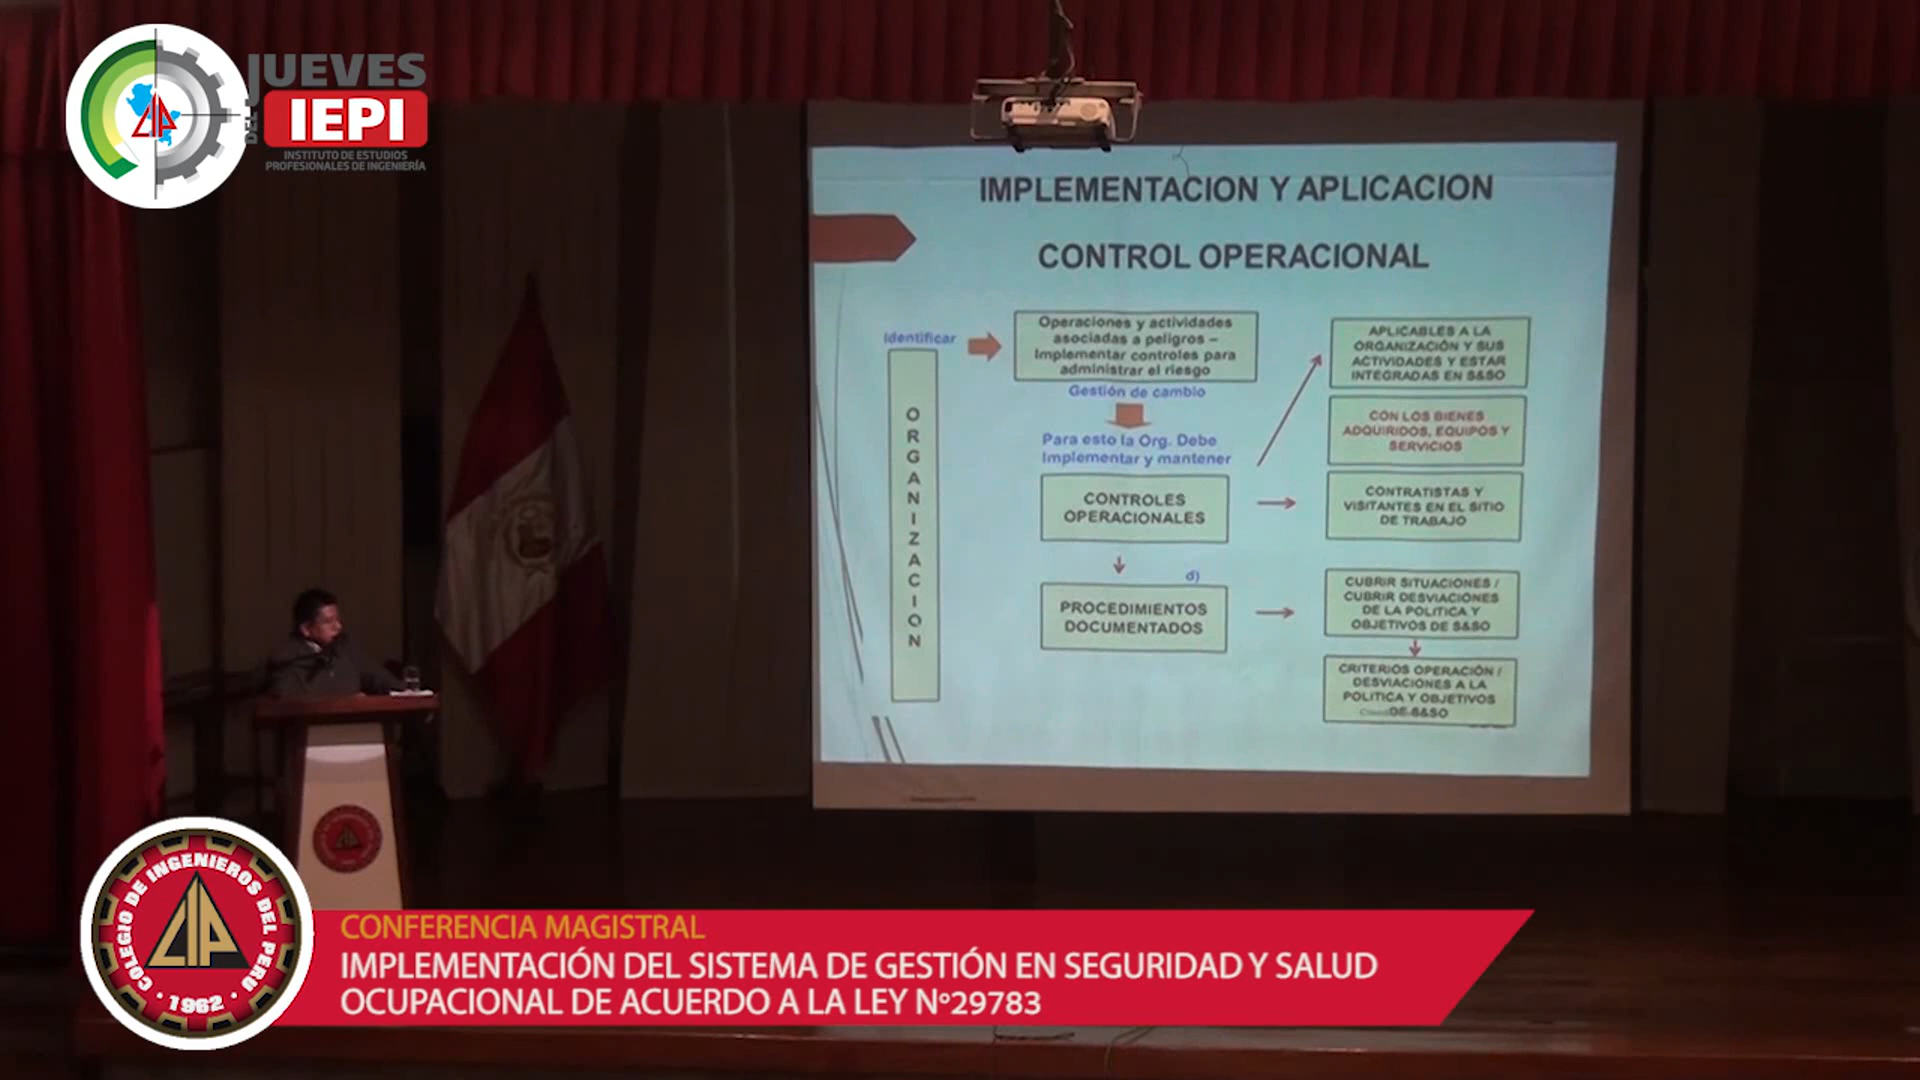 JUEVES
DEL
IEPI
INSTITUTO DE ESTUDIOS
PROFESIONALES DE INGENIERÍA
IMPLEMENTACION Y APLICACION
CONTROL OPERACIONAL
Identificar
ORGANIZACION
Operaciones y actividades
asociadas a peligros –
Implementar controles para
administrar el riesgo
Gestión de cambio
Para esto la Org. Debe
Implementar y mantener
CONTROLES
OPERACIONALES
d)
PROCEDIMIENTOS
DOCUMENTADOS
APLICABLES A LA
ORGANIZACIÓN Y SUS
ACTIVIDADES Y ESTAR
INTEGRADAS EN S&SO
CON LOS BIENES
ADQUIRIDOS, EQUIPOS Y
SERVICIOS
CONTRATISTAS Y
VISITANTES EN EL SITIO
DE TRABAJO
CUBRIR SITUACIONES /
CUBRIR DESVIACIONES
DE LA POLITICA Y
OBJETIVOS DE S&SO
CRITERIOS OPERACIÓN /
DESVIACIONES A LA
POLITICA Y OBJETIVOS
DE S&SO
COLEGIO DE INGENIEROS DEL PERU
CIP
· 1962 ·
CONFERENCIA MAGISTRAL
IMPLEMENTACIÓN DEL SISTEMA DE GESTIÓN EN SEGURIDAD Y SALUD
OCUPACIONAL DE ACUERDO A LA LEY N°29783